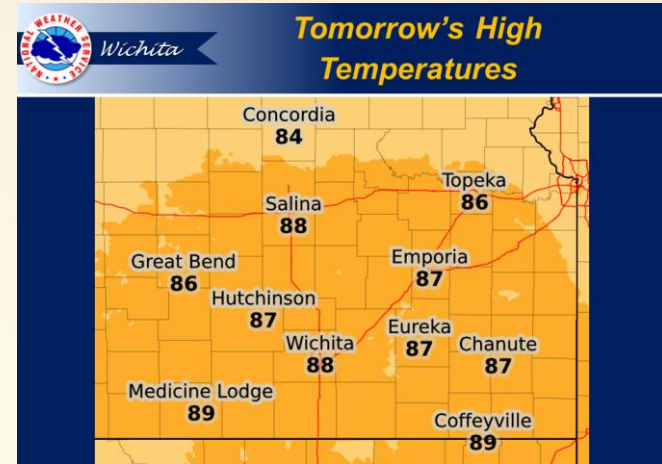 NATIONAL WEATHER SERVICE
Wichita
Tomorrow's High
Temperatures
Concordia
84
Topeka
86
Salina
88
Great Bend
86
Emporia
87
Hutchinson
87
Eureka
87
Wichita
88
Chanute
87
Medicine Lodge
89
Coffeyville
89